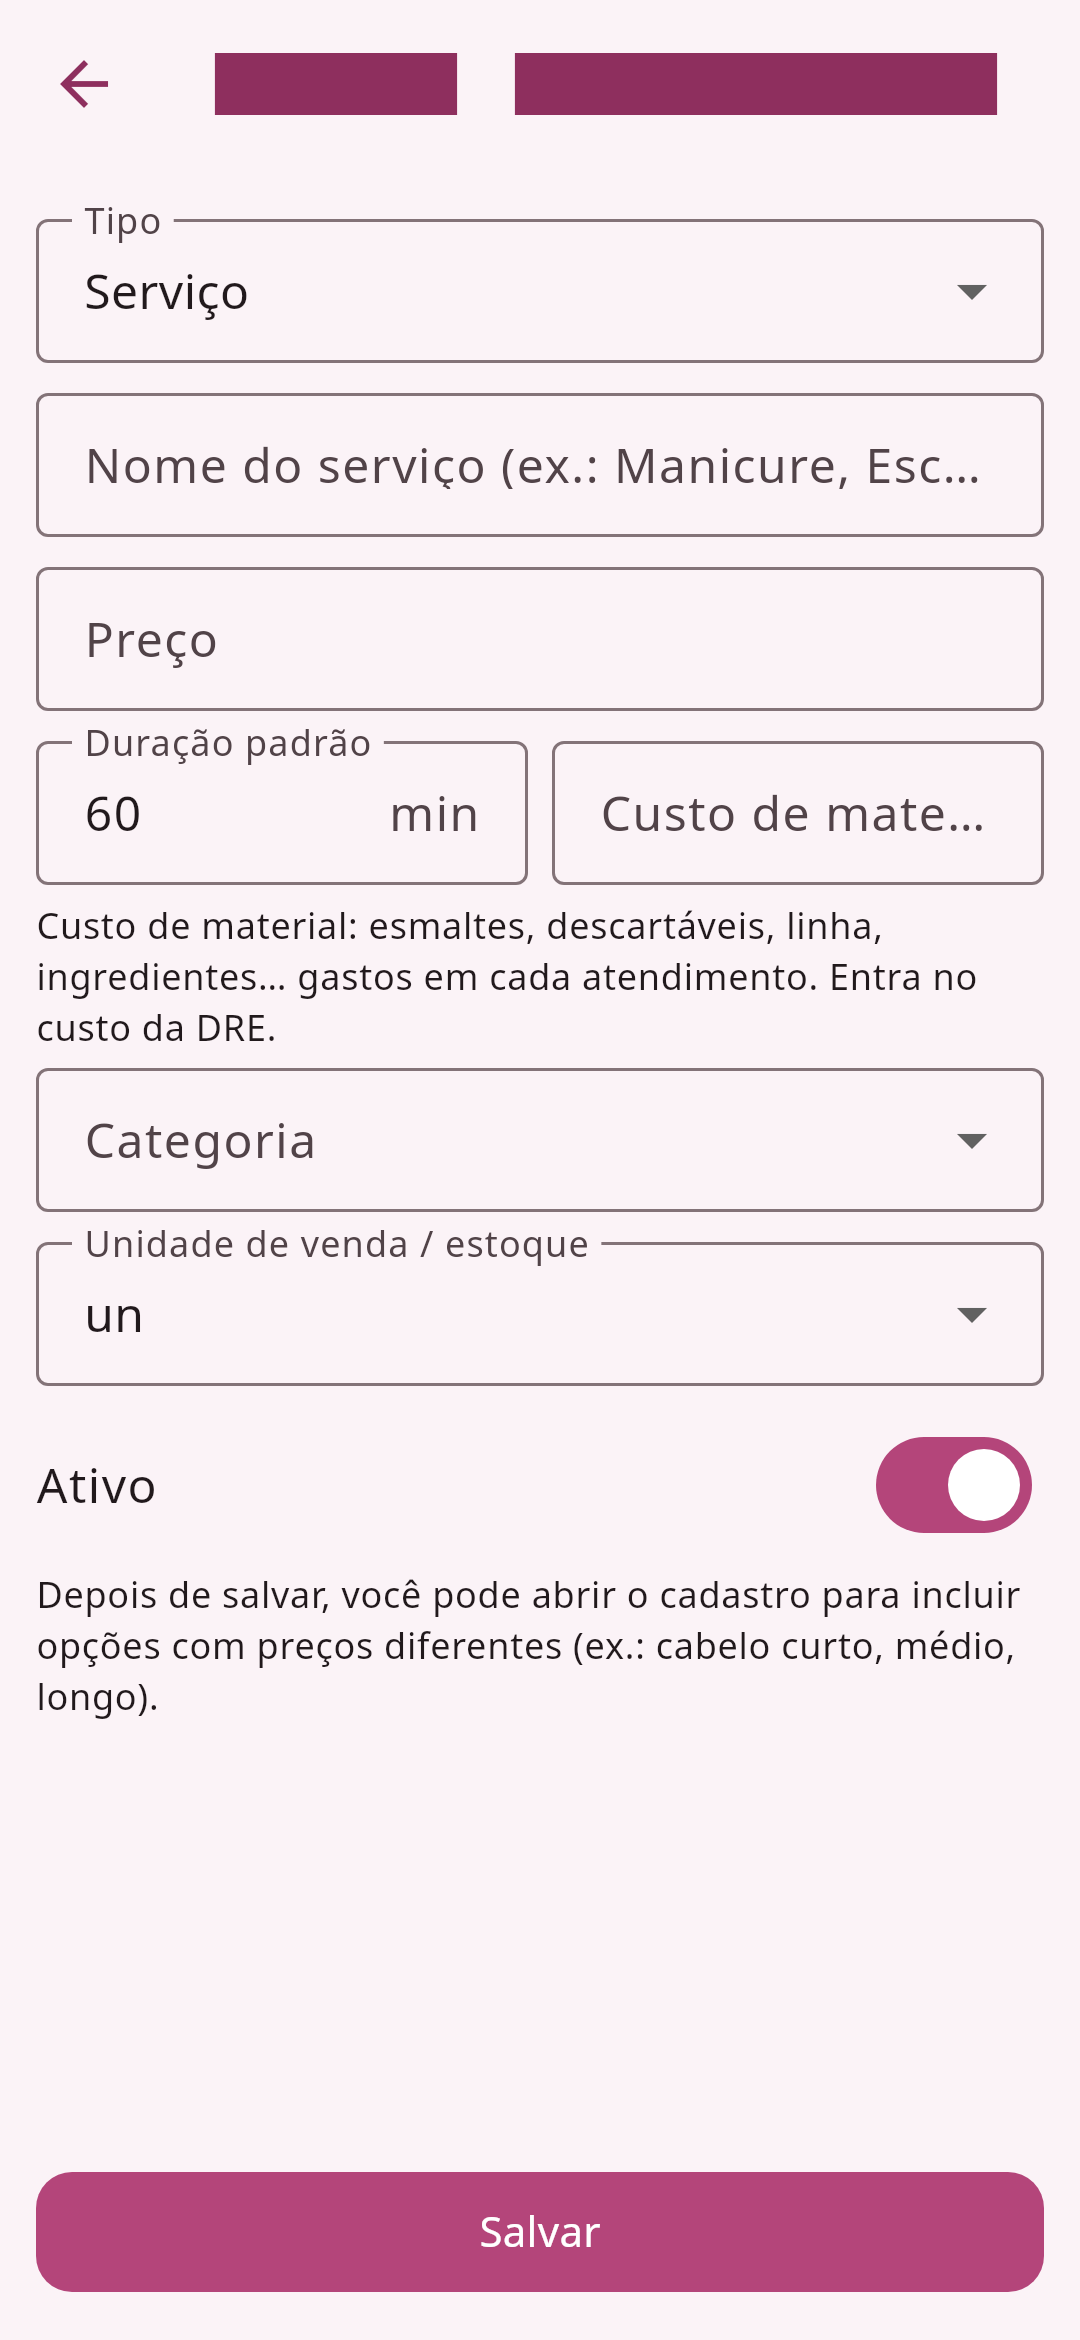 Tipo
Serviço
Nome do serviço (ex.: Manicure, Esc...
Preço
Duração padrão
60 min
Custo de mate...
Custo de material: esmaltes, descartáveis, linha,
ingredientes... gastos em cada atendimento. Entra no
custo da DRE.
Categoria
Unidade de venda / estoque
un
Ativo
Depois de salvar, você pode abrir o cadastro para incluir
opções com preços diferentes (ex.: cabelo curto, médio,
longo).
Salvar